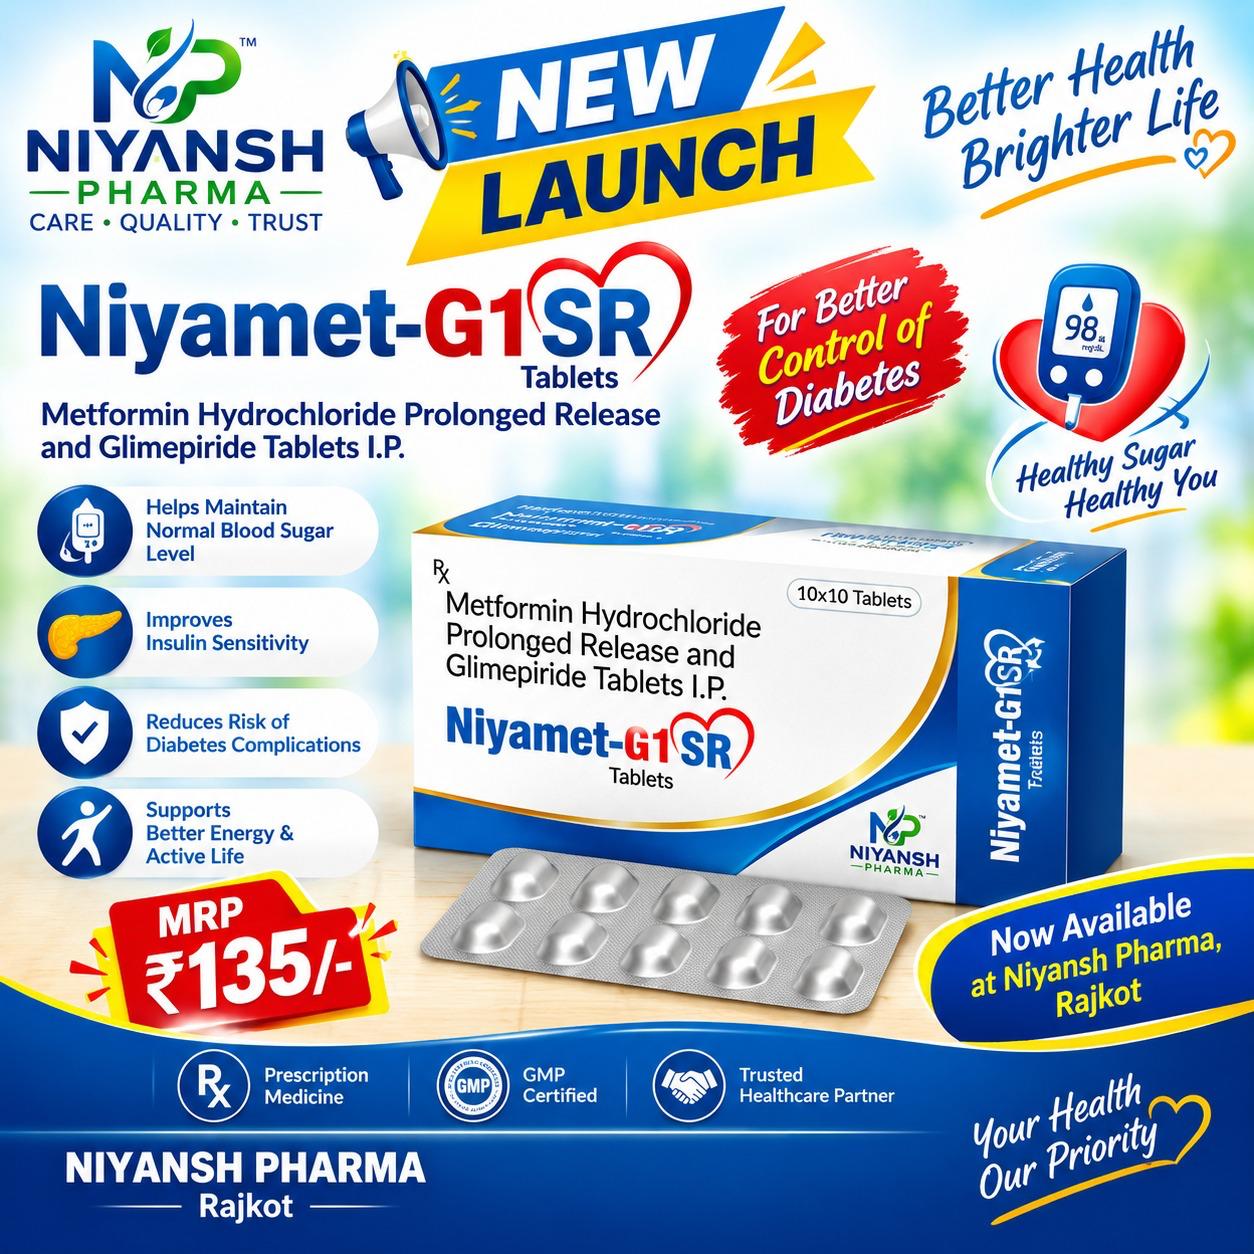 NP™
NIYANSH
PHARMA
CARE • QUALITY • TRUST
NEW
LAUNCH
Better Health
Brighter Life
Niyamet-G1SR
Tablets
Metformin Hydrochloride Prolonged Release
and Glimepiride Tablets I.P.
For Better
Control of
Diabetes
98
Healthy Sugar
Healthy You
Helps Maintain
Normal Blood Sugar
Level
Improves
Insulin Sensitivity
Reduces Risk of
Diabetes Complications
Supports
Better Energy &
Active Life
Rx
10x10 Tablets
Metformin Hydrochloride
Prolonged Release and
Glimepiride Tablets I.P.
Niyamet-G1SR
Tablets
NP™
NIYANSH
PHARMA
Niyamet-G1SR
MRP
₹135/-
Now Available
at Niyansh Pharma,
Rajkot
Rx
Prescription
Medicine
GMP
GMP
Certified
Trusted
Healthcare Partner
Your Health
Our Priority
NIYANSH PHARMA
Rajkot